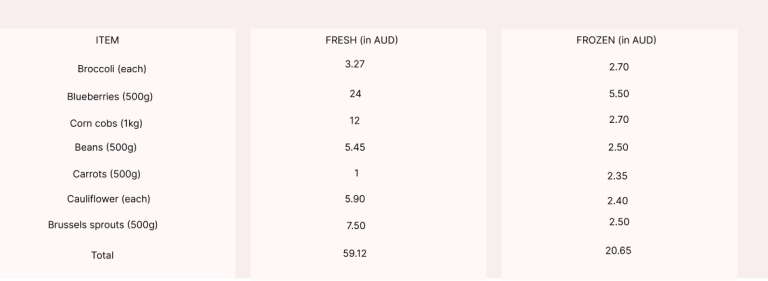 ITEM FRESH (in AUD) FROZEN (in AUD)
Broccoli (each) 3.27 2.70
Blueberries (500g) 24 5.50
Corn cobs (1kg) 12 2.70
Beans (500g) 5.45 2.50
Carrots (500g) 1 2.35
Cauliflower (each) 5.90 2.40
Brussels sprouts (500g) 7.50 2.50
Total 59.12 20.65